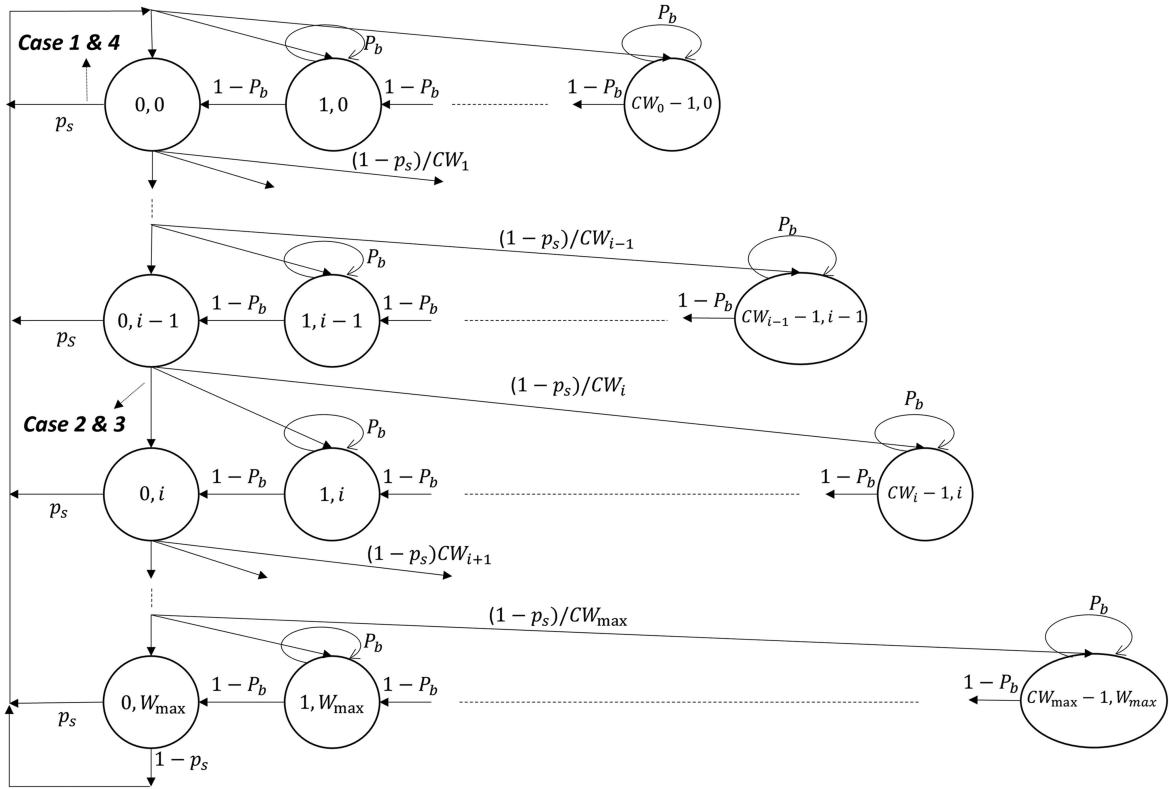 P_b
P_b
Case 1 & 4
1 − P_b
1 − P_b
1 − P_b
0, 0
1, 0
CW_0 − 1, 0
p_s
(1 − p_s)/CW_1
P_b
(1 − p_s)/CW_{i−1}
P_b
1 − P_b
1 − P_b
1 − P_b
0, i − 1
1, i − 1
CW_{i−1} − 1, i − 1
p_s
(1 − p_s)/CW_i
P_b
Case 2 & 3
P_b
1 − P_b
1 − P_b
1 − P_b
0, i
1, i
CW_i − 1, i
p_s
(1 − p_s)CW_{i+1}
P_b
(1 − p_s)/CW_max
P_b
1 − P_b
1 − P_b
1 − P_b
0, W_max
1, W_max
CW_max − 1, W_max
p_s
1 − p_s